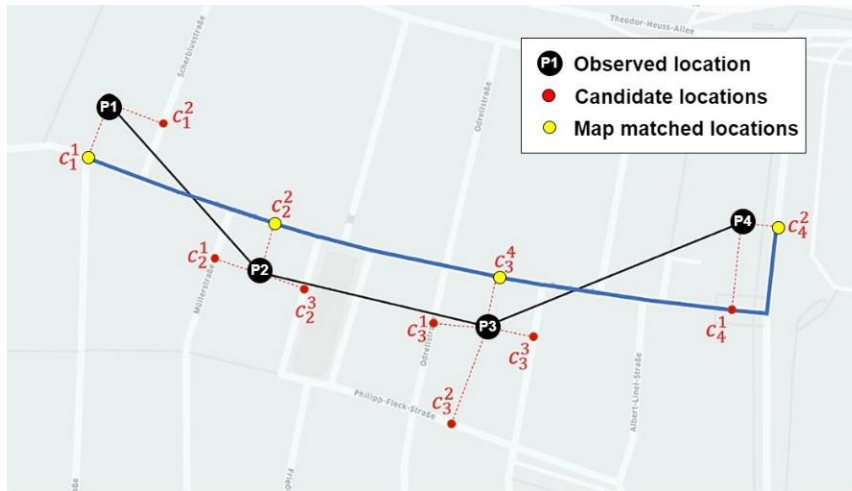 Theodor-Heuss-Allee
Scherbiusstraße
P1 Observed location
Candidate locations
Map matched locations
P1
c₁²
c₁¹
Odrellstraße
c₂²
P4
c₄²
c₂¹
P2
c₃⁴
Müllerstraße
c₂³
c₃¹
P3
c₄¹
c₃³
Odrellstraße
Albert-Linel-Straße
Philipp-Fleck-Straße
c₃²